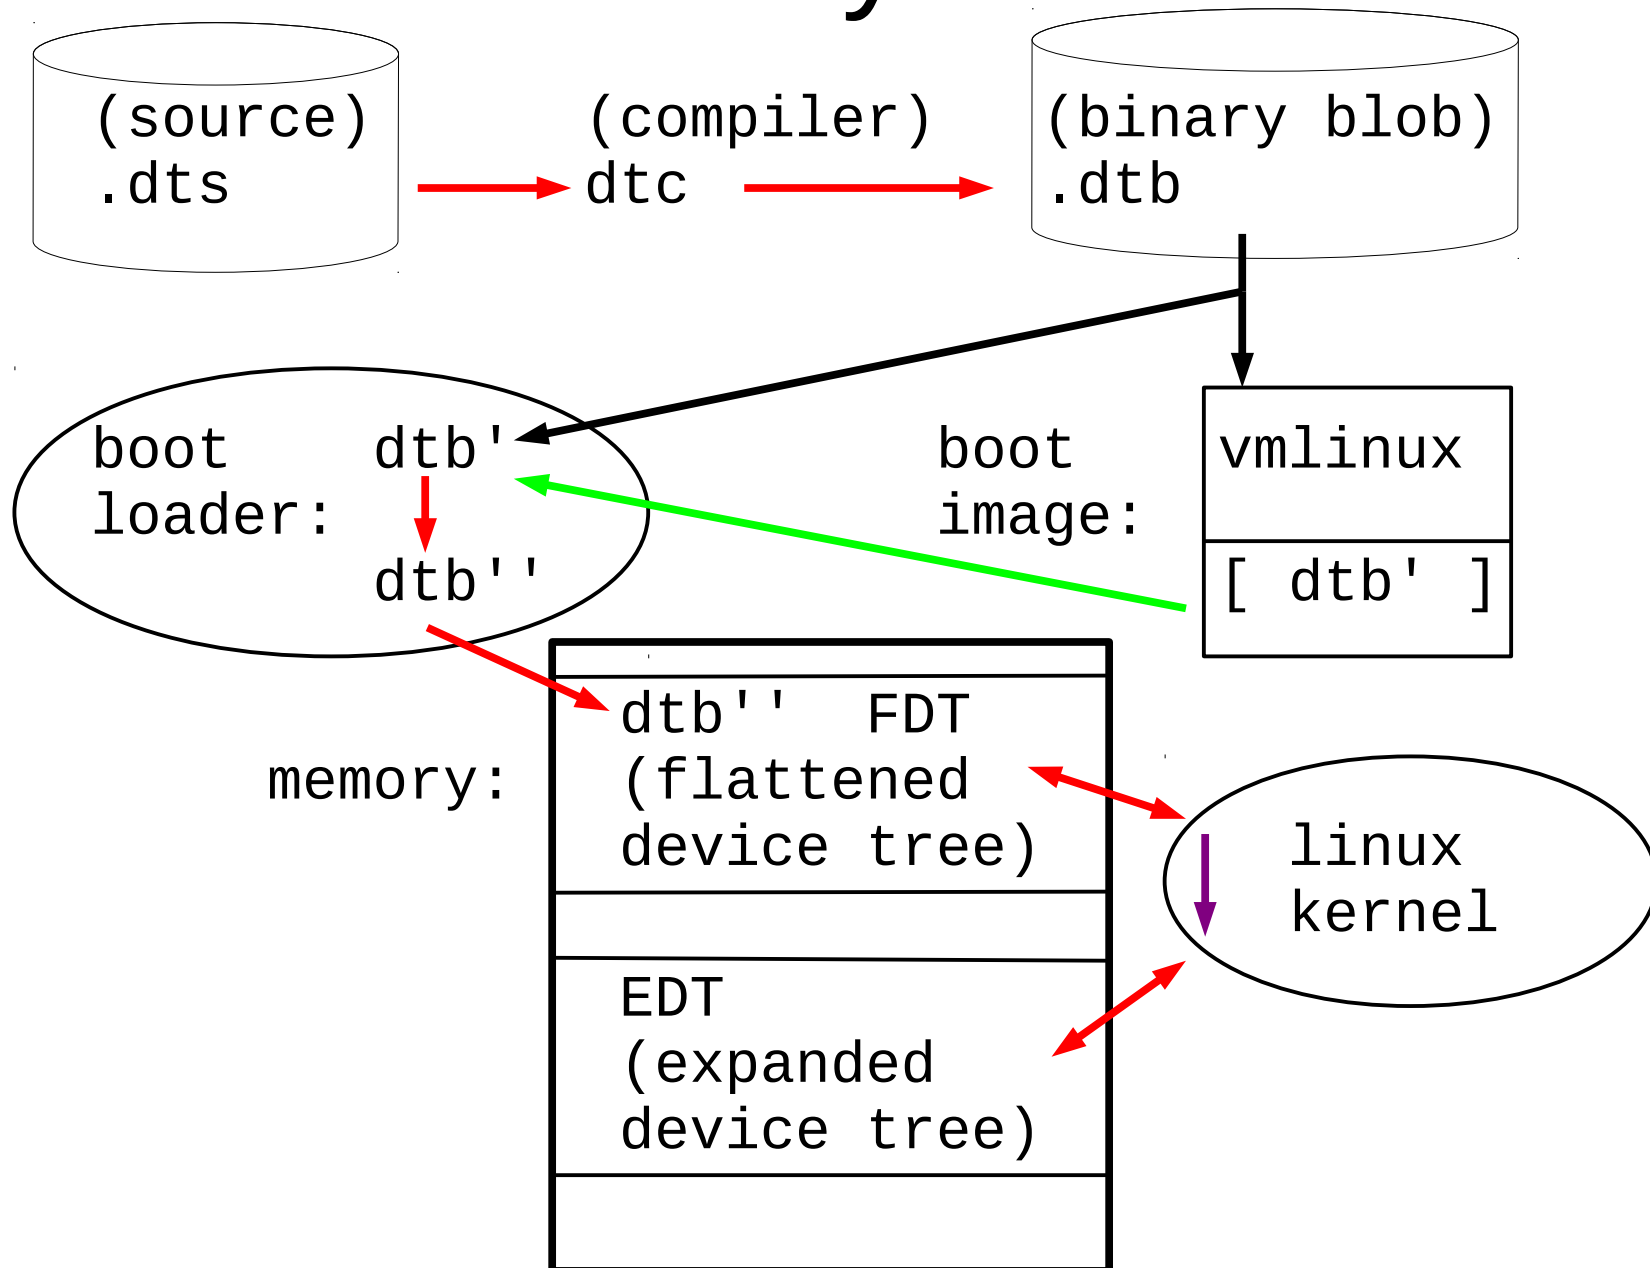 (source)
.dts
(compiler)
dtc
(binary blob)
.dtb
boot dtb'
loader:
dtb''
boot
image:
vmlinux
[ dtb' ]
memory:
dtb'' FDT
(flattened
device tree)
EDT
(expanded
device tree)
linux
kernel